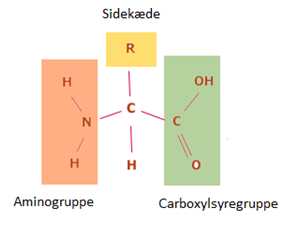 Sidekæde
R
H
OH
N
C
C
H
H
O
Aminogruppe
Carboxylsyregruppe